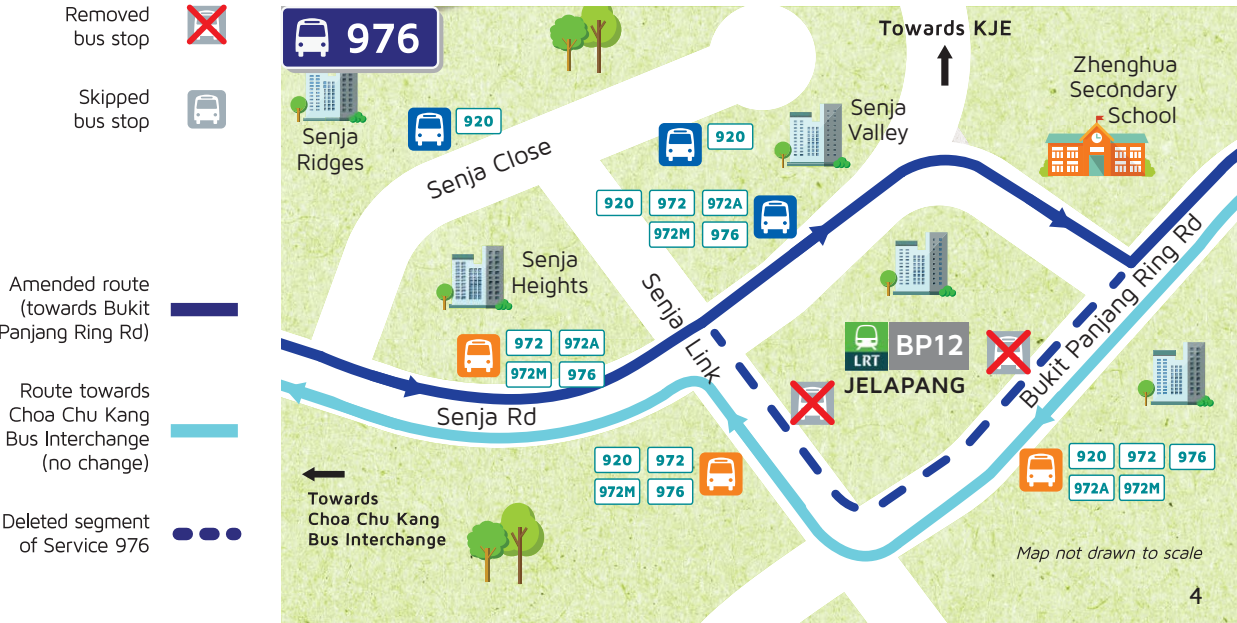 Removed
bus stop
Skipped
bus stop
Amended route
(towards Bukit
Panjang Ring Rd)
Route towards
Choa Chu Kang
Bus Interchange
(no change)
Deleted segment
of Service 976
976
Towards KJE
Zhenghua
Secondary
School
Senja
Ridges
920
Senja Close
920
Senja
Valley
920 972 972A
972M 976
Senja
Heights
Senja
Link
972 972A
972M 976
Senja Rd
LRT
BP12
JELAPANG
Bukit Panjang Ring Rd
920 972
972M 976
920 972 976
972A 972M
Towards
Choa Chu Kang
Bus Interchange
Map not drawn to scale
4